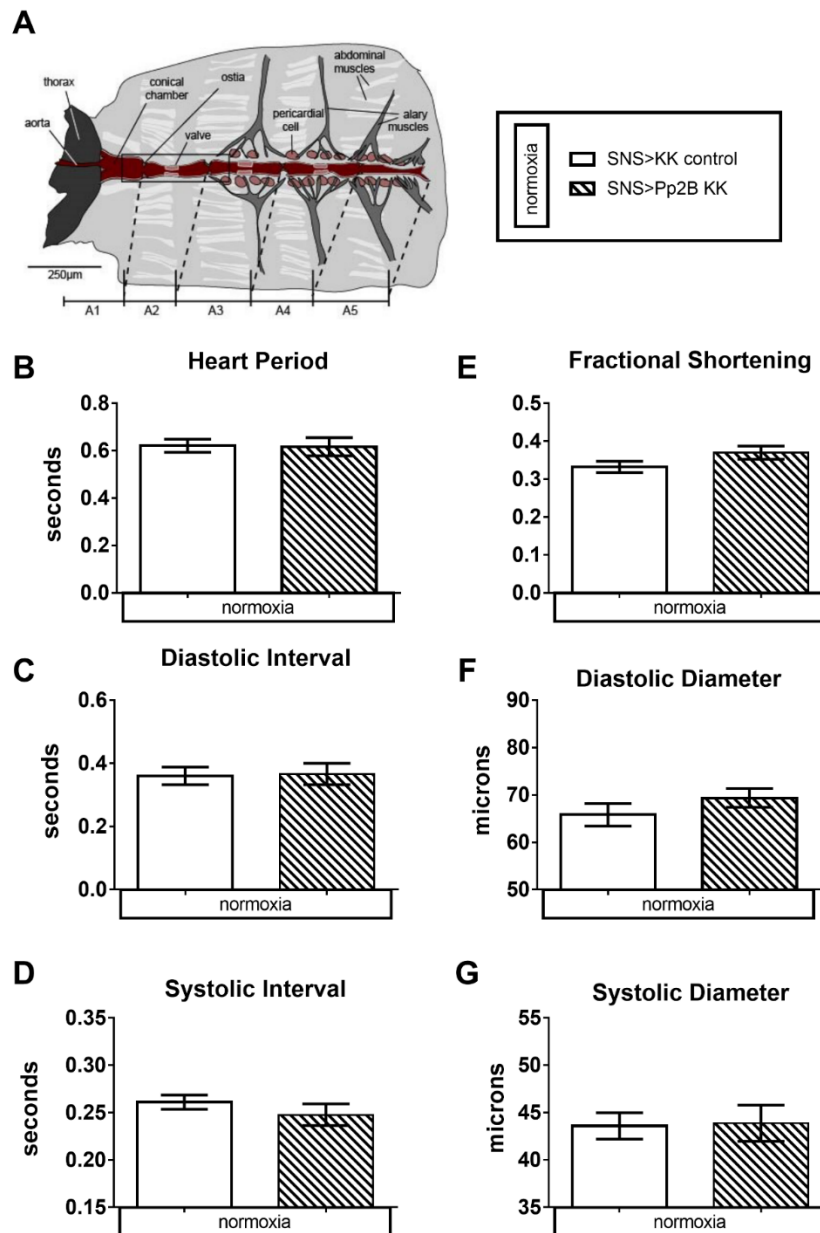 A
thorax
aorta
conical
chamber
ostia
valve
pericardial
cell
abdominal
muscles
alary
muscles
250µm
A1 A2 A3 A4 A5
normoxia
SNS>KK control
SNS>Pp2B KK
B
Heart Period
seconds
0.8
0.6
0.4
0.2
0.0
normoxia
E
Fractional Shortening
0.5
0.4
0.3
0.2
0.1
0.0
normoxia
C
Diastolic Interval
seconds
0.6
0.4
0.2
0.0
normoxia
F
Diastolic Diameter
microns
90
80
70
60
50
normoxia
D
Systolic Interval
seconds
0.35
0.30
0.25
0.20
0.15
normoxia
G
Systolic Diameter
microns
55
50
45
40
35
normoxia